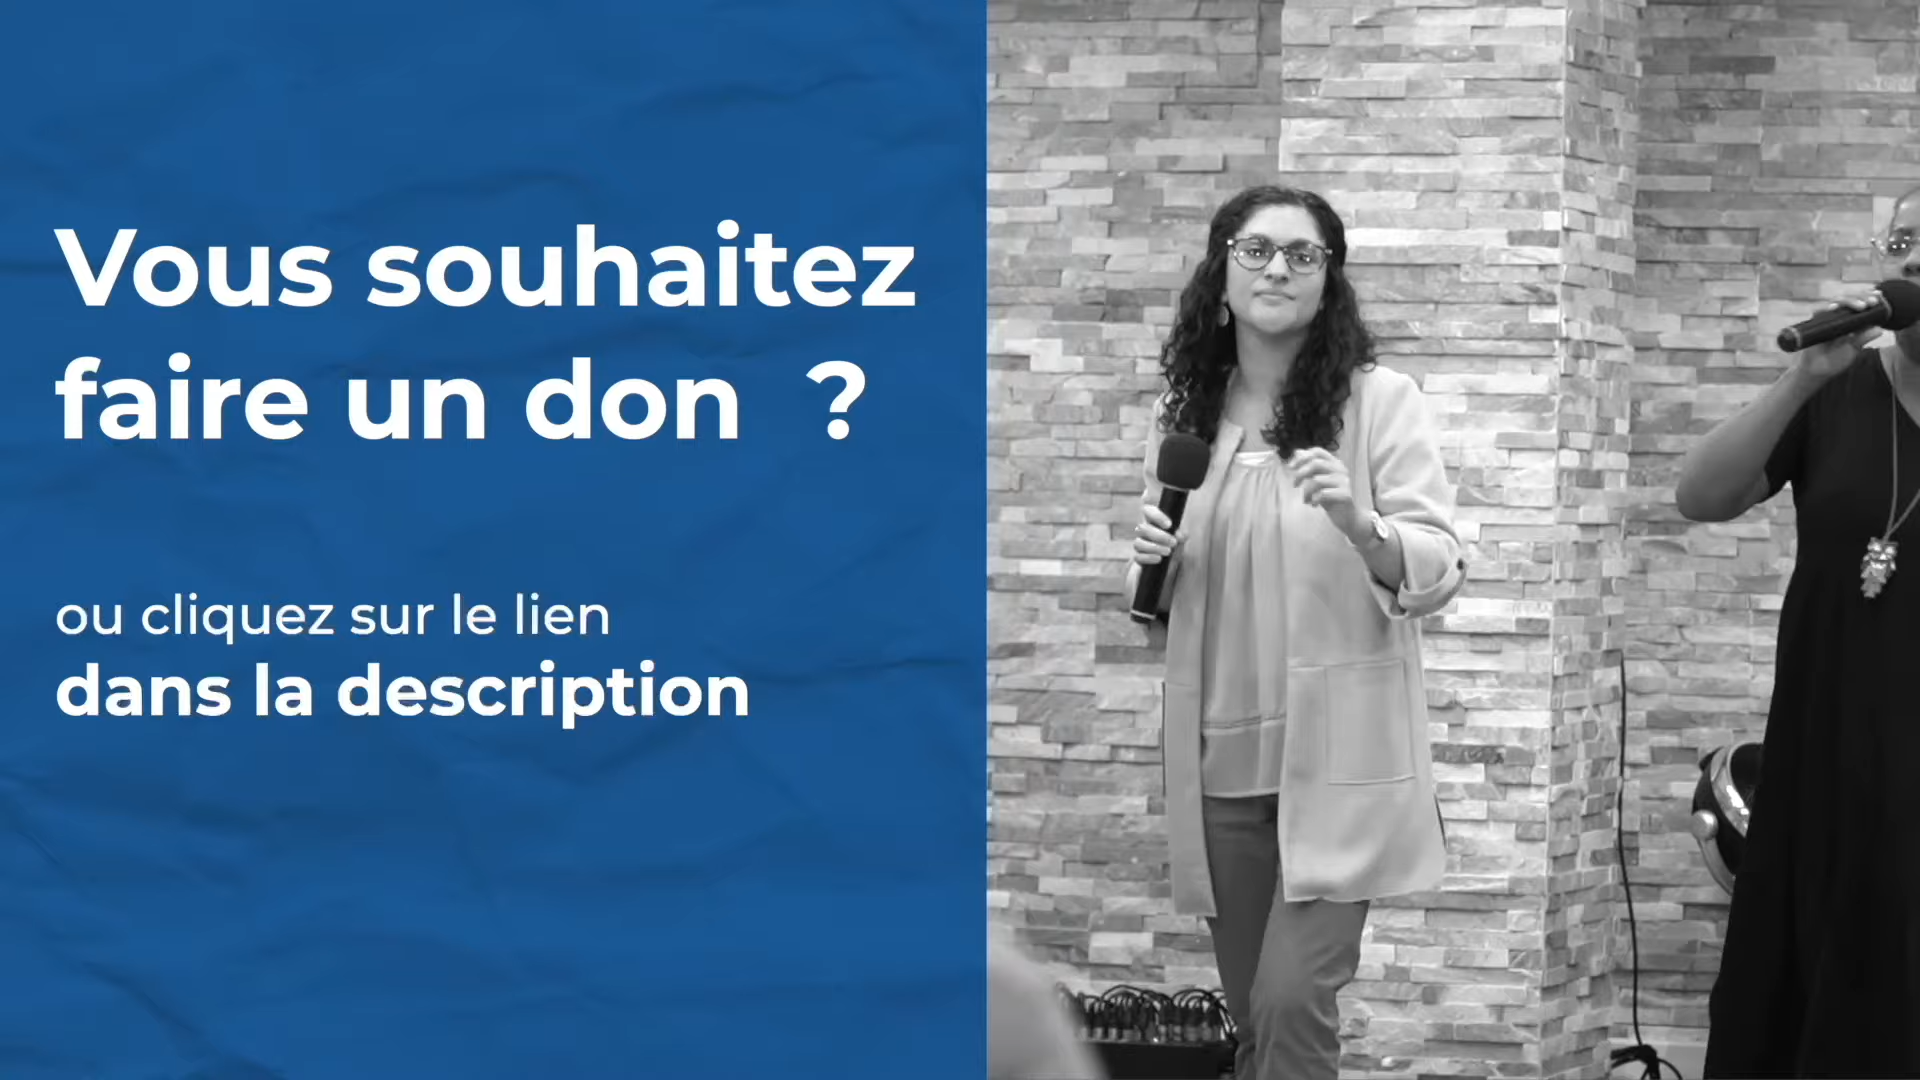 Vous souhaitez
faire un don ?
ou cliquez sur le lien
dans la description